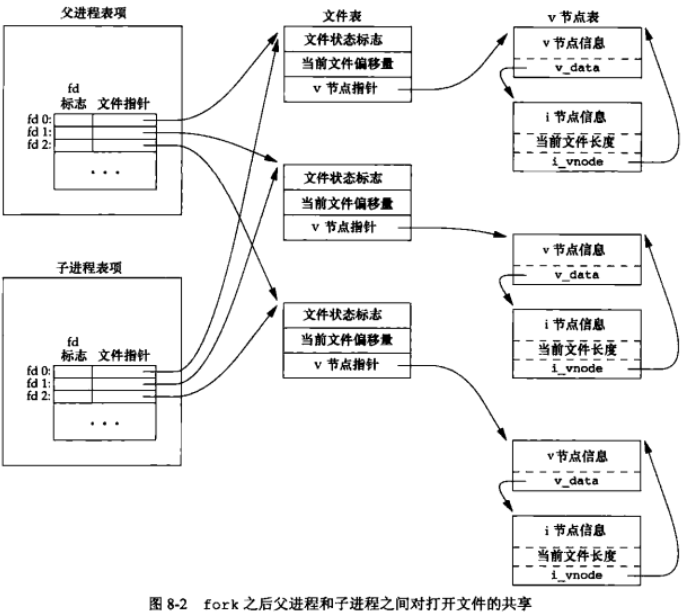 父进程表项
fd
标志 文件指针
fd 0:
fd 1:
fd 2:
• • •
子进程表项
fd
标志 文件指针
fd 0:
fd 1:
fd 2:
• • •
文件表
文件状态标志
当前文件偏移量
v 节点指针
文件状态标志
当前文件偏移量
v 节点指针
文件状态标志
当前文件偏移量
v 节点指针
v 节点表
v 节点信息
v_data
i 节点信息
当前文件长度
i_vnode
v 节点信息
v_data
i 节点信息
当前文件长度
i_vnode
v 节点信息
v_data
i 节点信息
当前文件长度
i_vnode
图 8-2 fork 之后父进程和子进程之间对打开文件的共享